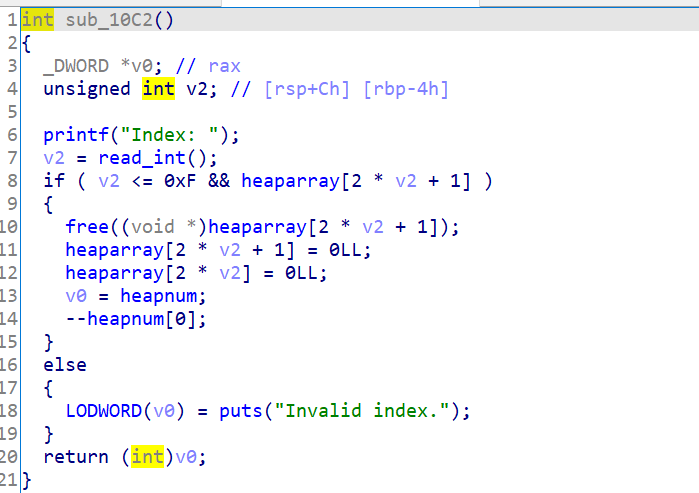 1 int sub_10C2()
2 {
3   _DWORD *v0; // rax
4   unsigned int v2; // [rsp+Ch] [rbp-4h]
5
6   printf("Index: ");
7   v2 = read_int();
8   if ( v2 <= 0xF && heaparray[2 * v2 + 1] )
9   {
10     free((void *)heaparray[2 * v2 + 1]);
11     heaparray[2 * v2 + 1] = 0LL;
12     heaparray[2 * v2] = 0LL;
13     v0 = heapnum;
14     --heapnum[0];
15   }
16   else
17   {
18     LODWORD(v0) = puts("Invalid index.");
19   }
20   return (int)v0;
21 }